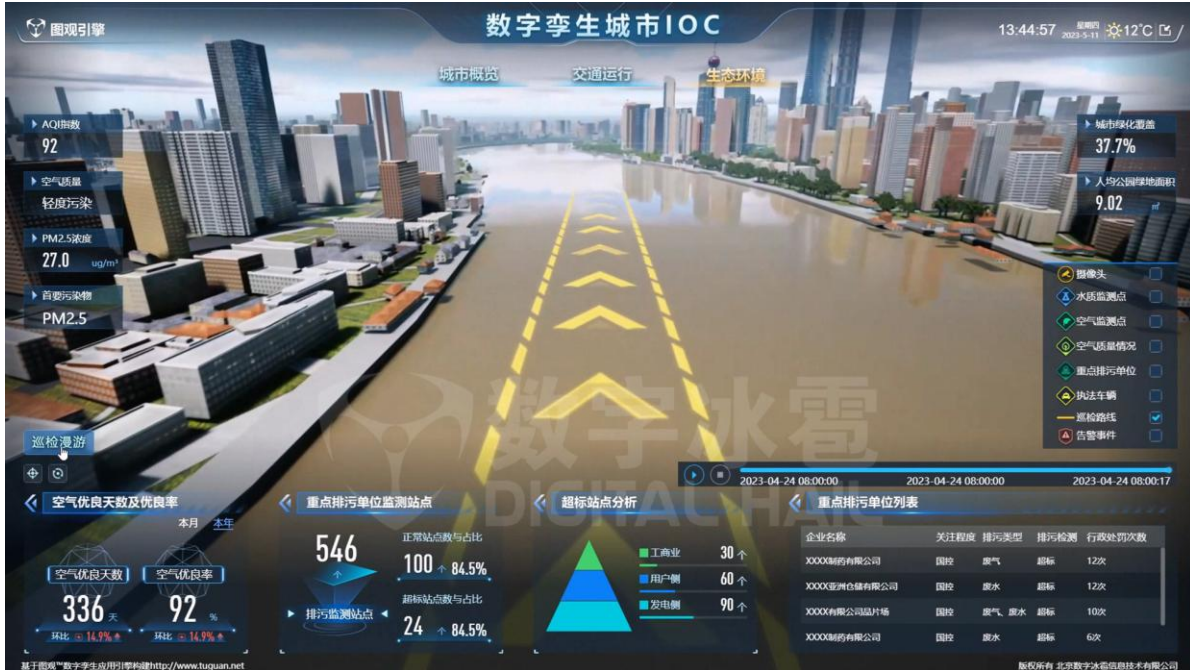 图观引擎
数字孪生城市IOC
13:44:57
星期四
2023-5-11
12°C
城市概览
交通运行
生态环境
AQI指数
92
空气质量
轻度污染
PM2.5浓度
27.0 ug/m³
首要污染物
PM2.5
城市绿化覆盖
37.7%
人均公园绿地面积
9.02 ㎡
摄像头
水质监测点
空气监测点
空气质量情况
重点排污单位
执法车辆
巡检路线
告警事件
巡检漫游
数字冰雹
DIGITAL HAIL
2023-04-24 08:00:00 2023-04-24 08:00:00 2023-04-24 08:00:17
空气优良天数及优良率
本月 本年
空气优良天数 空气优良率
336 天 92 %
环比 14.9% 环比 14.9%
重点排污单位监测站点
546
排污监测站点
正常站点数与占比
100 个 84.5%
超标站点数与占比
24 个 84.5%
超标站点分析
工商业 30 个
用户侧 60 个
发电侧 90 个
重点排污单位列表
企业名称 关注程度 排污类型 排污检测 行政处罚次数
XXXX制药有限公司 国控 废气 超标 12次
XXXX亚洲仓储有限公司 国控 废水 超标 12次
XXXX有限公司品片场 国控 废气、废水 超标 10次
XXXX制药有限公司 国控 废水 超标 6次
基于图观™数字孪生应用引擎构建http://www.tuguan.net
版权所有 北京数字冰雹信息技术有限公司